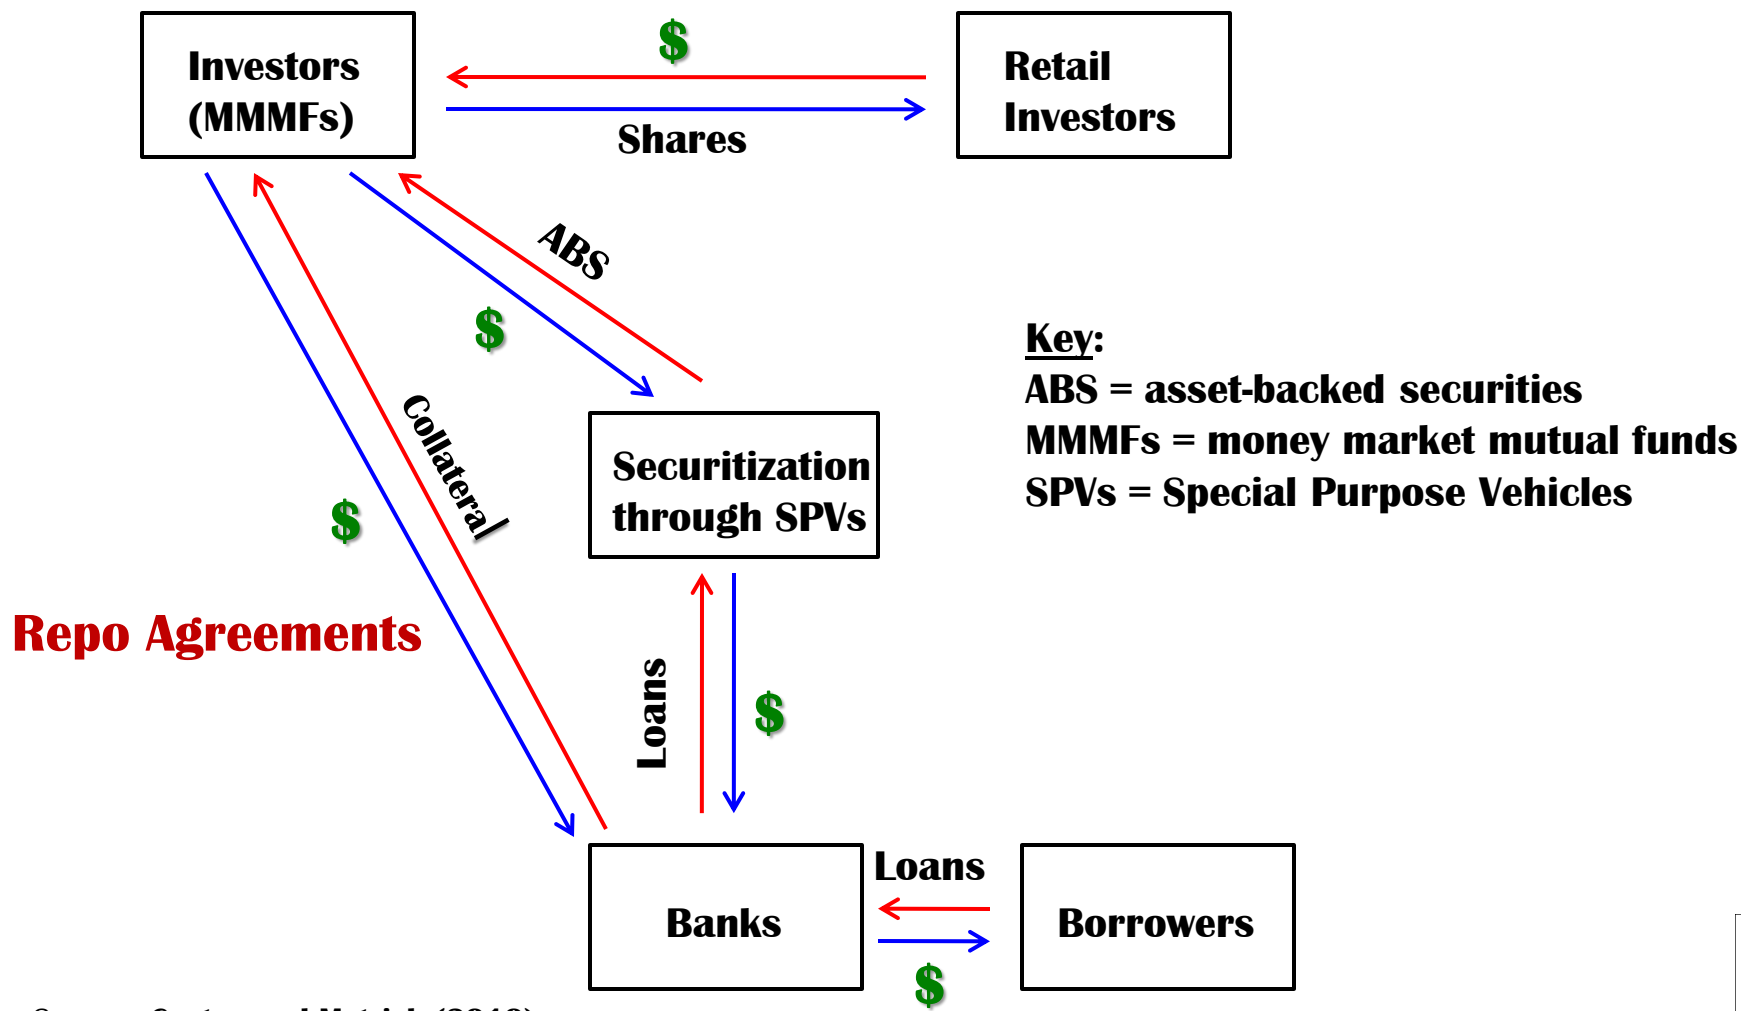 Investors
(MMMFs)
$
Shares
Retail
Investors
ABS
$
Collateral
$
Repo Agreements
Securitization
through SPVs
Key:
ABS = asset-backed securities
MMMFs = money market mutual funds
SPVs = Special Purpose Vehicles
Loans
$
Banks
Loans
$
Borrowers